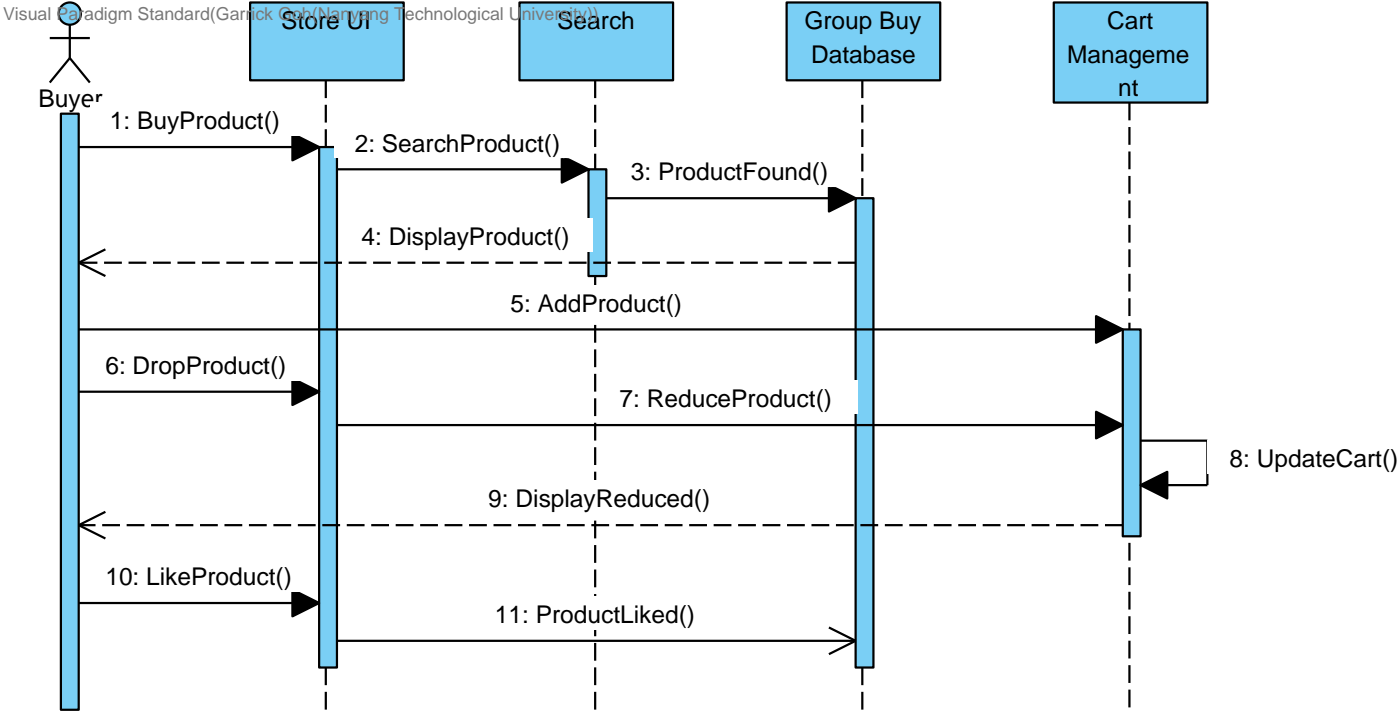 Visual Paradigm Standard(Garrick Goh(Nanyang Technological University))
Store UI
Search
Group Buy
Database
Cart
Manageme
nt
Buyer
1: BuyProduct()
2: SearchProduct()
3: ProductFound()
4: DisplayProduct()
5: AddProduct()
6: DropProduct()
7: ReduceProduct()
8: UpdateCart()
9: DisplayReduced()
10: LikeProduct()
11: ProductLiked()